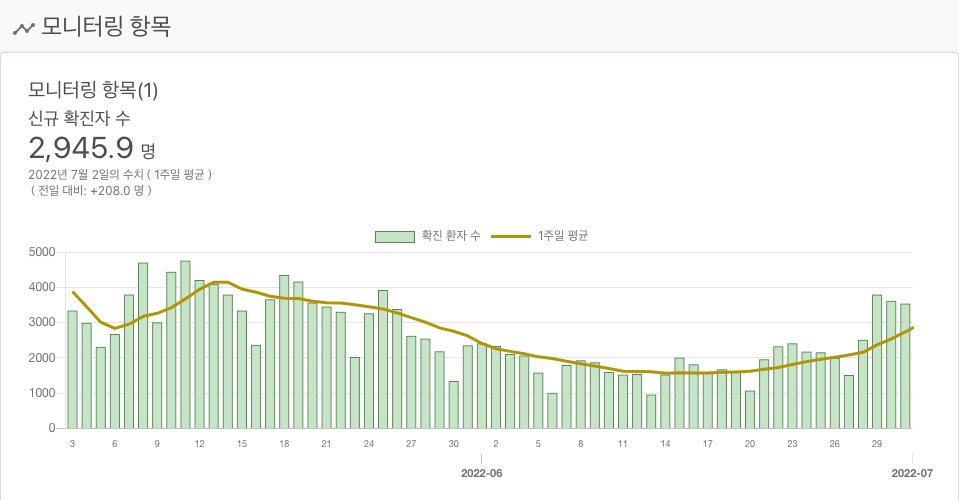 모니터링 항목
모니터링 항목(1)
신규 확진자 수
2,945.9 명
2022년 7월 2일의 수치 ( 1주일 평균 )
( 전일 대비: +208.0 명 )
확진 환자 수 1주일 평균
5000
4000
3000
2000
1000
0
3 6 9 12 15 18 21 24 27 30 2 5 8 11 14 17 20 23 26 29
2022-06 2022-07